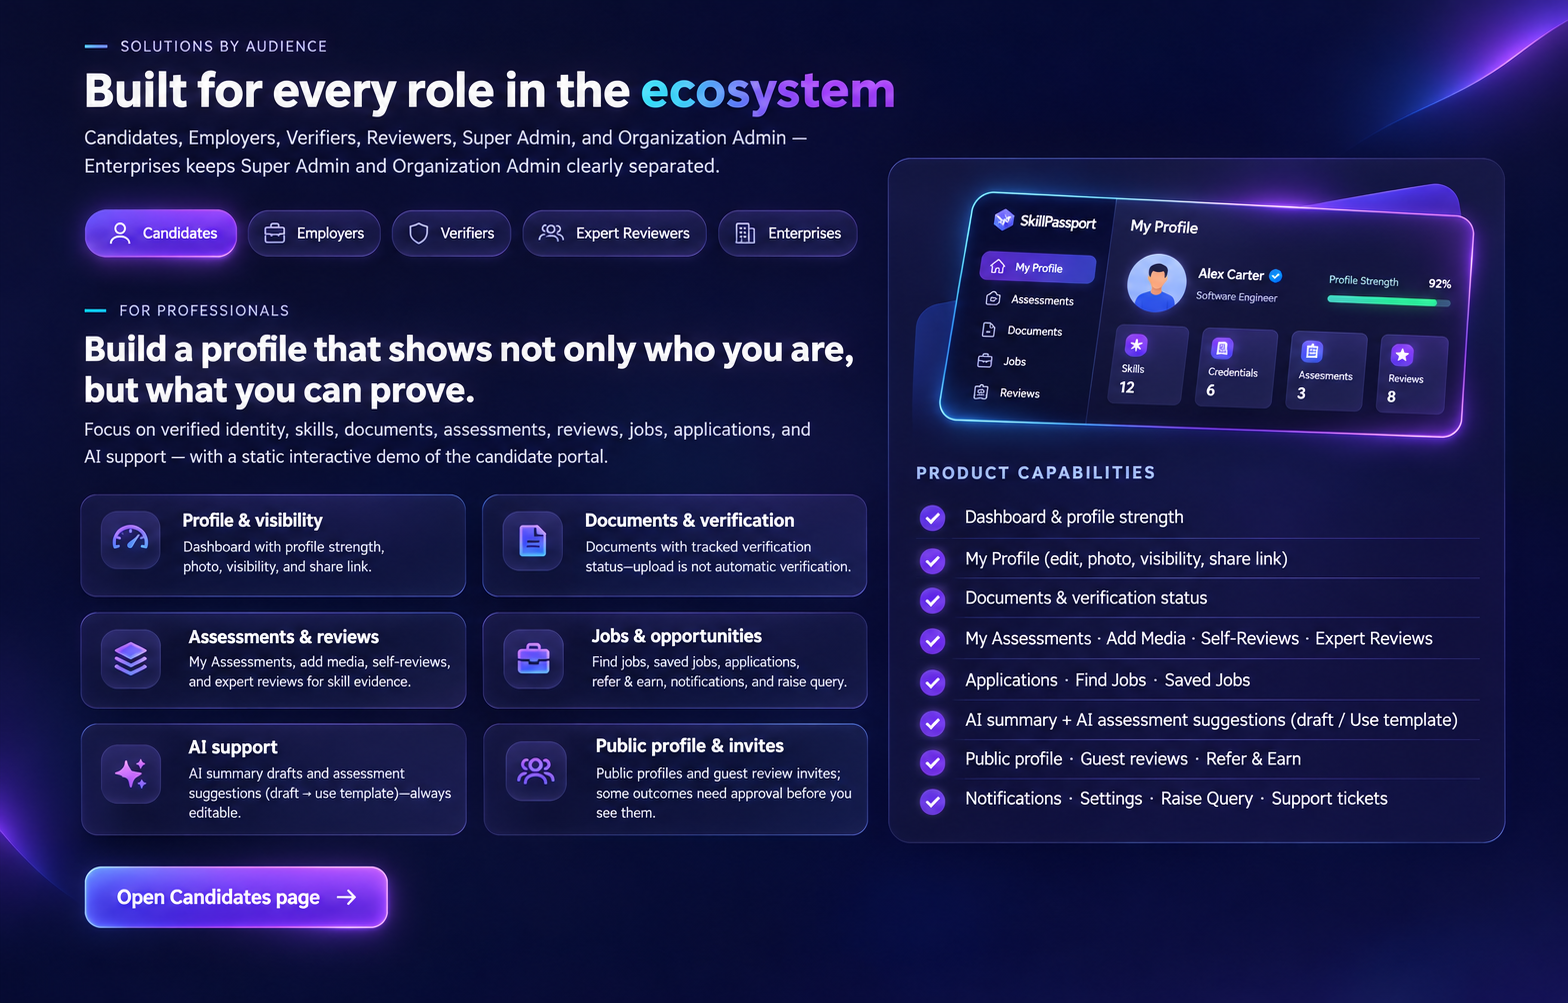 SOLUTIONS BY AUDIENCE
Built for every role in the ecosystem
Candidates, Employers, Verifiers, Reviewers, Super Admin, and Organization Admin —
Enterprises keeps Super Admin and Organization Admin clearly separated.
Candidates
Employers
Verifiers
Expert Reviewers
Enterprises
FOR PROFESSIONALS
Build a profile that shows not only who you are,
but what you can prove.
Focus on verified identity, skills, documents, assessments, reviews, jobs, applications, and
AI support — with a static interactive demo of the candidate portal.
Profile & visibility
Dashboard with profile strength,
photo, visibility, and share link.
Documents & verification
Documents with tracked verification
status—upload is not automatic verification.
Assessments & reviews
My Assessments, add media, self-reviews,
and expert reviews for skill evidence.
Jobs & opportunities
Find jobs, saved jobs, applications,
refer & earn, notifications, and raise query.
AI support
AI summary drafts and assessment
suggestions (draft → use template)—always
editable.
Public profile & invites
Public profiles and guest review invites;
some outcomes need approval before you
see them.
Open Candidates page →
SkillPassport
My Profile
Assessments
Documents
Jobs
Reviews
My Profile
Alex Carter
Software Engineer
Profile Strength 92%
Skills
12
Credentials
6
Assesments
3
Reviews
8
PRODUCT CAPABILITIES
Dashboard & profile strength
My Profile (edit, photo, visibility, share link)
Documents & verification status
My Assessments · Add Media · Self-Reviews · Expert Reviews
Applications · Find Jobs · Saved Jobs
AI summary + AI assessment suggestions (draft / Use template)
Public profile · Guest reviews · Refer & Earn
Notifications · Settings · Raise Query · Support tickets